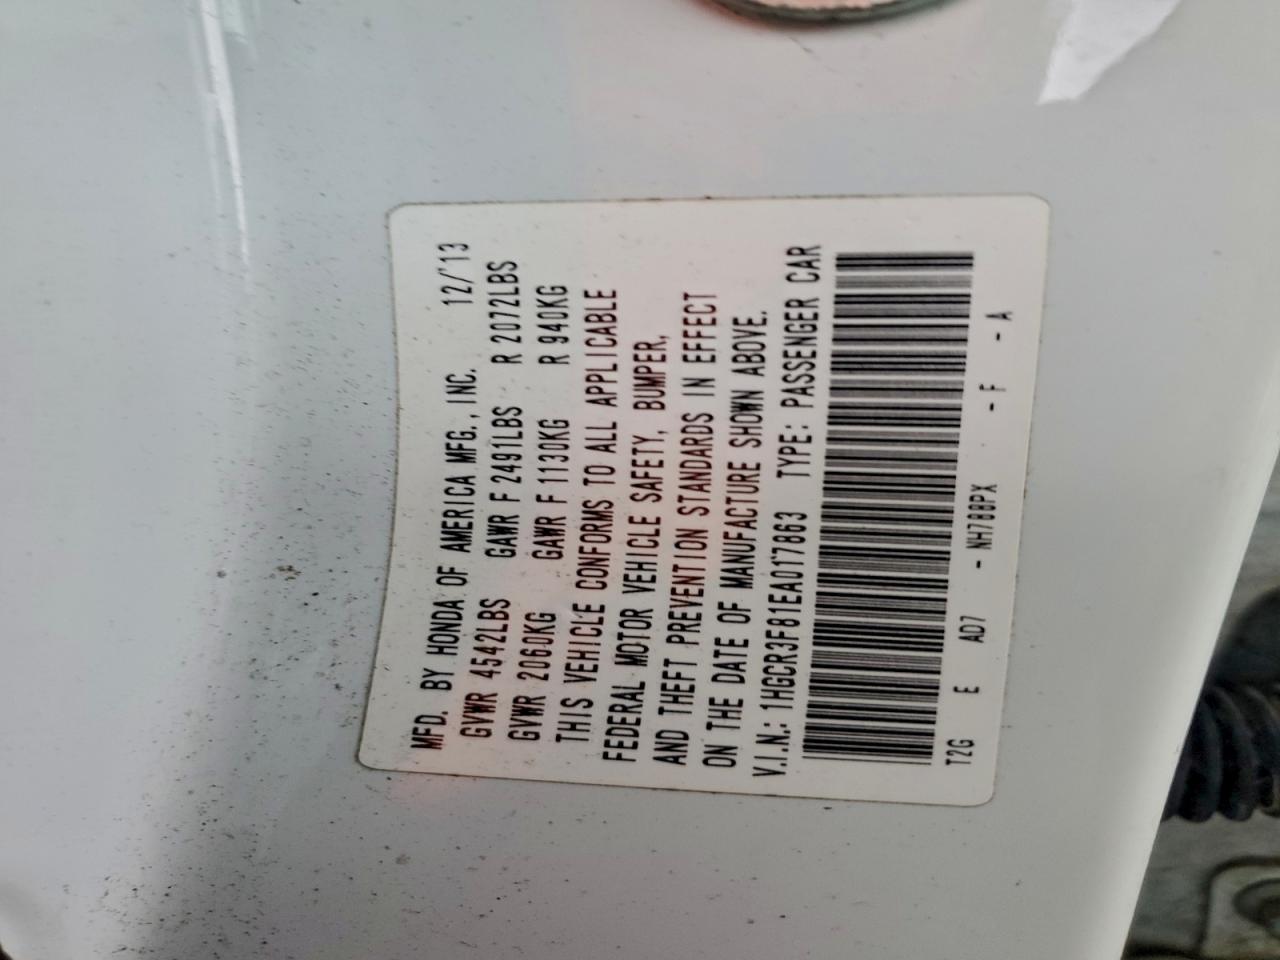 MFD. BY HONDA OF AMERICA MFG., INC. 12/'13
GVWR 4542LBS GAWR F 2491LBS R 2072LBS
GVWR 2060KG GAWR F 1130KG R 940KG
THIS VEHICLE CONFORMS TO ALL APPLICABLE
FEDERAL MOTOR VEHICLE SAFETY, BUMPER,
AND THEFT PREVENTION STANDARDS IN EFFECT
ON THE DATE OF MANUFACTURE SHOWN ABOVE.
V.I.N.: 1HGCR3F81EA017863 TYPE: PASSENGER CAR
T2G E AD7 - NH788PX - F - A